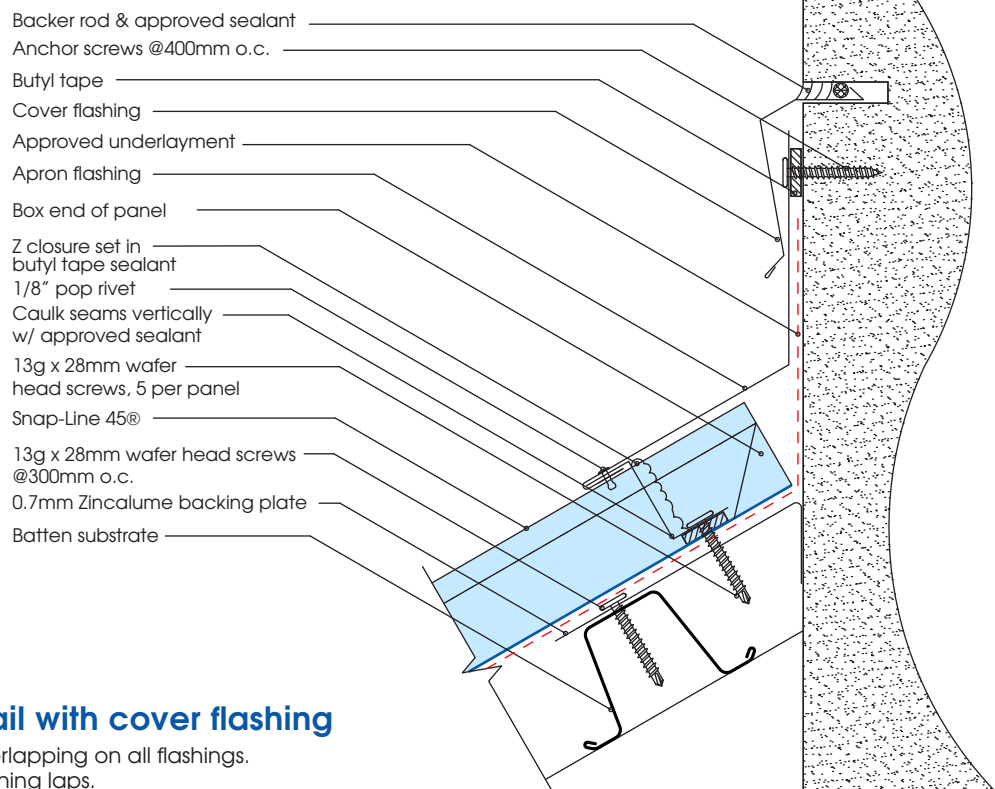 Backer rod & approved sealant
Anchor screws @400mm o.c.
Butyl tape
Cover flashing
Approved underlayment
Apron flashing
Box end of panel
Z closure set in
butyl tape sealant
1/8” pop rivet
Caulk seams vertically
w/ approved sealant
13g x 28mm wafer
head screws, 5 per panel
Snap-Line 45®
13g x 28mm wafer head screws
@300mm o.c.
0.7mm Zincalume backing plate
Batten substrate
with cover flashing
on all flashings.
laps.